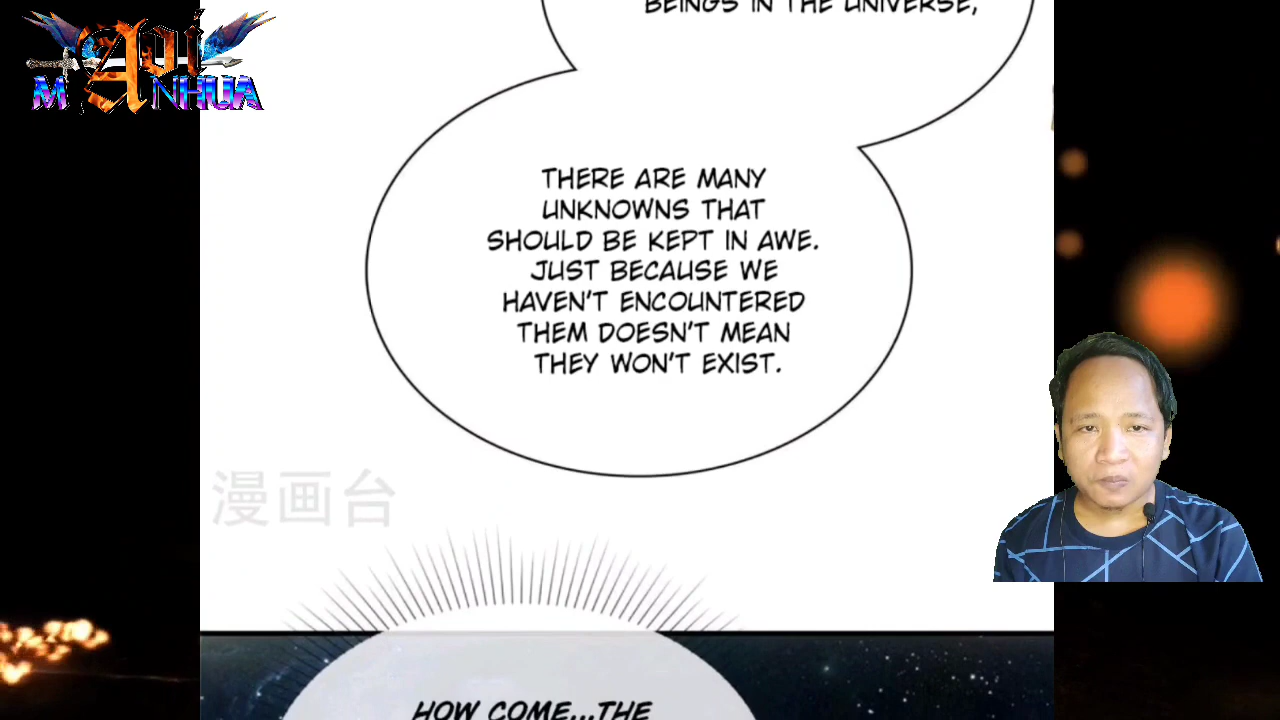 Aoi
MANHUA
BEINGS IN THE UNIVERSE,
THERE ARE MANY
UNKNOWNS THAT
SHOULD BE KEPT IN AWE.
JUST BECAUSE WE
HAVEN'T ENCOUNTERED
THEM DOESN'T MEAN
THEY WON'T EXIST.
漫画台
HOW COME...THE